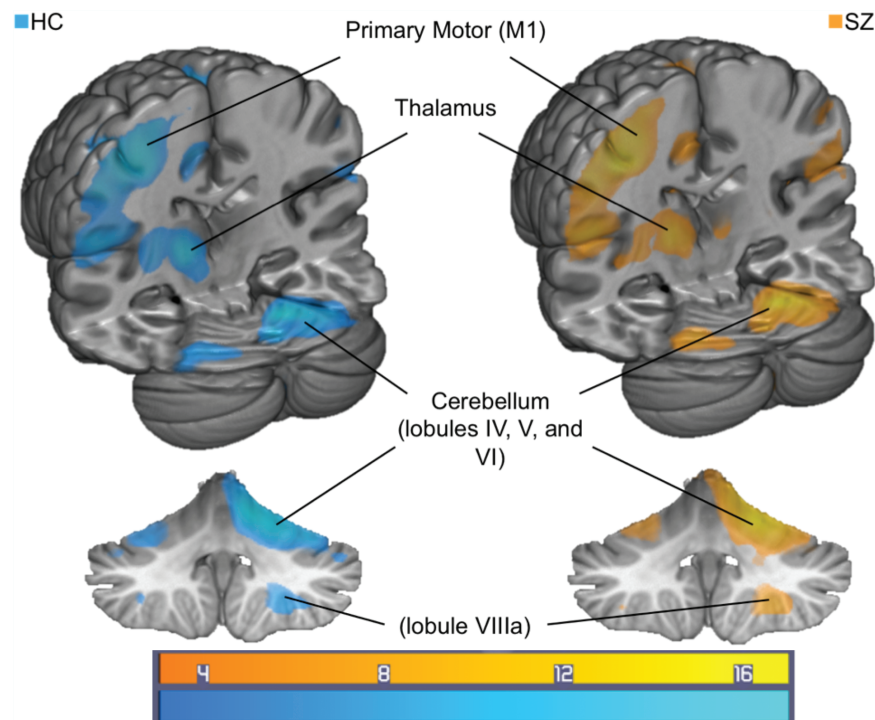 HC
SZ
Primary Motor (M1)
Thalamus
Cerebellum
(lobules IV, V, and
VI)
(lobule VIIIa)
4 8 12 16